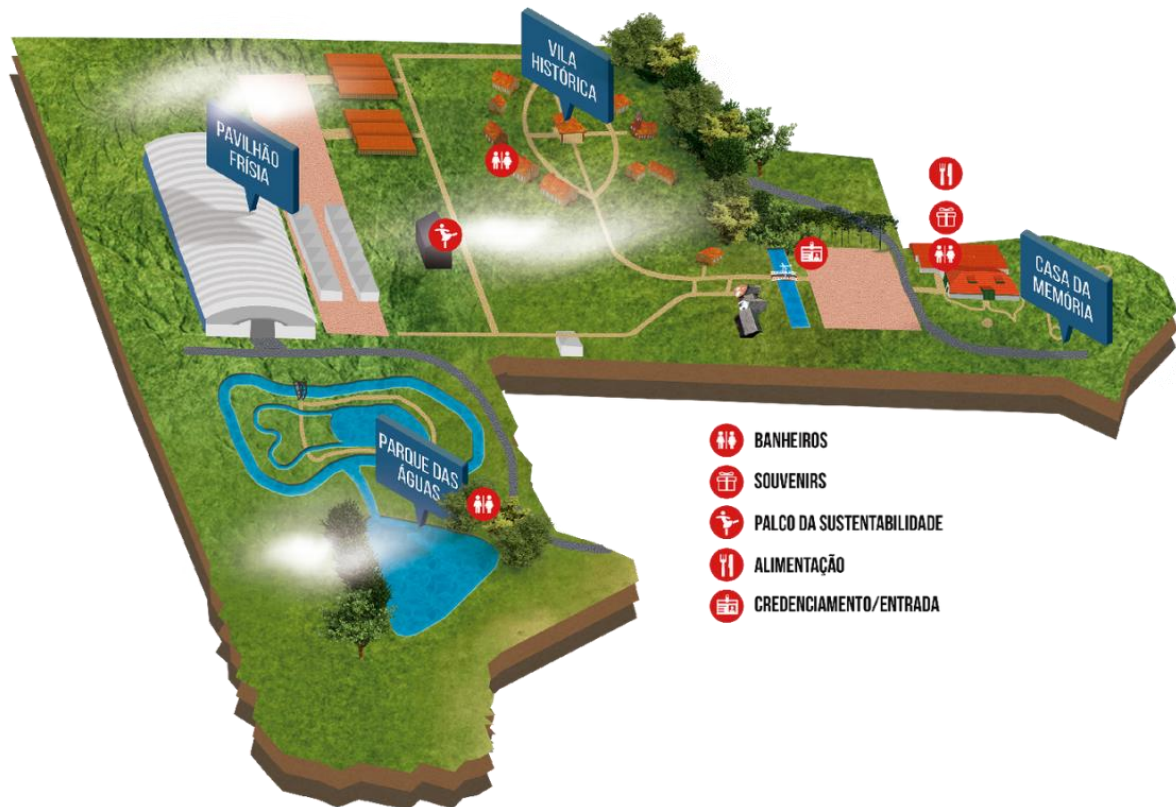 VILA
HISTÓRICA
PAVILHÃO
FRÍSIA
CASA DA
MEMÓRIA
PARQUE DAS
ÁGUAS
BANHEIROS
SOUVENIRS
PALCO DA SUSTENTABILIDADE
ALIMENTAÇÃO
CREDENCIAMENTO/ENTRADA